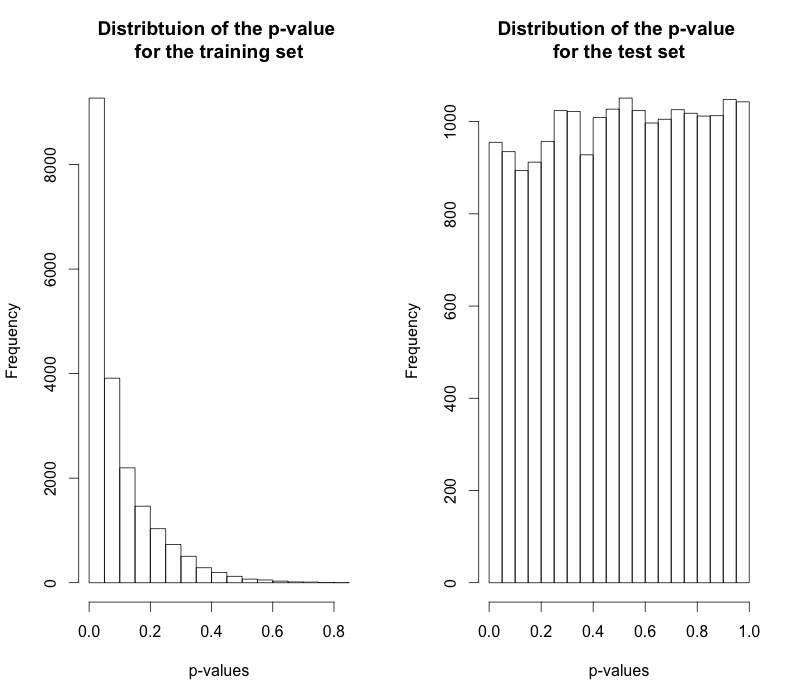 Distribtuion of the p-value
for the training set
Frequency
0
2000
4000
6000
8000
0.0 0.2 0.4 0.6 0.8
p-values
Distribution of the p-value
for the test set
Frequency
0
200
400
600
800
1000
0.0 0.2 0.4 0.6 0.8 1.0
p-values